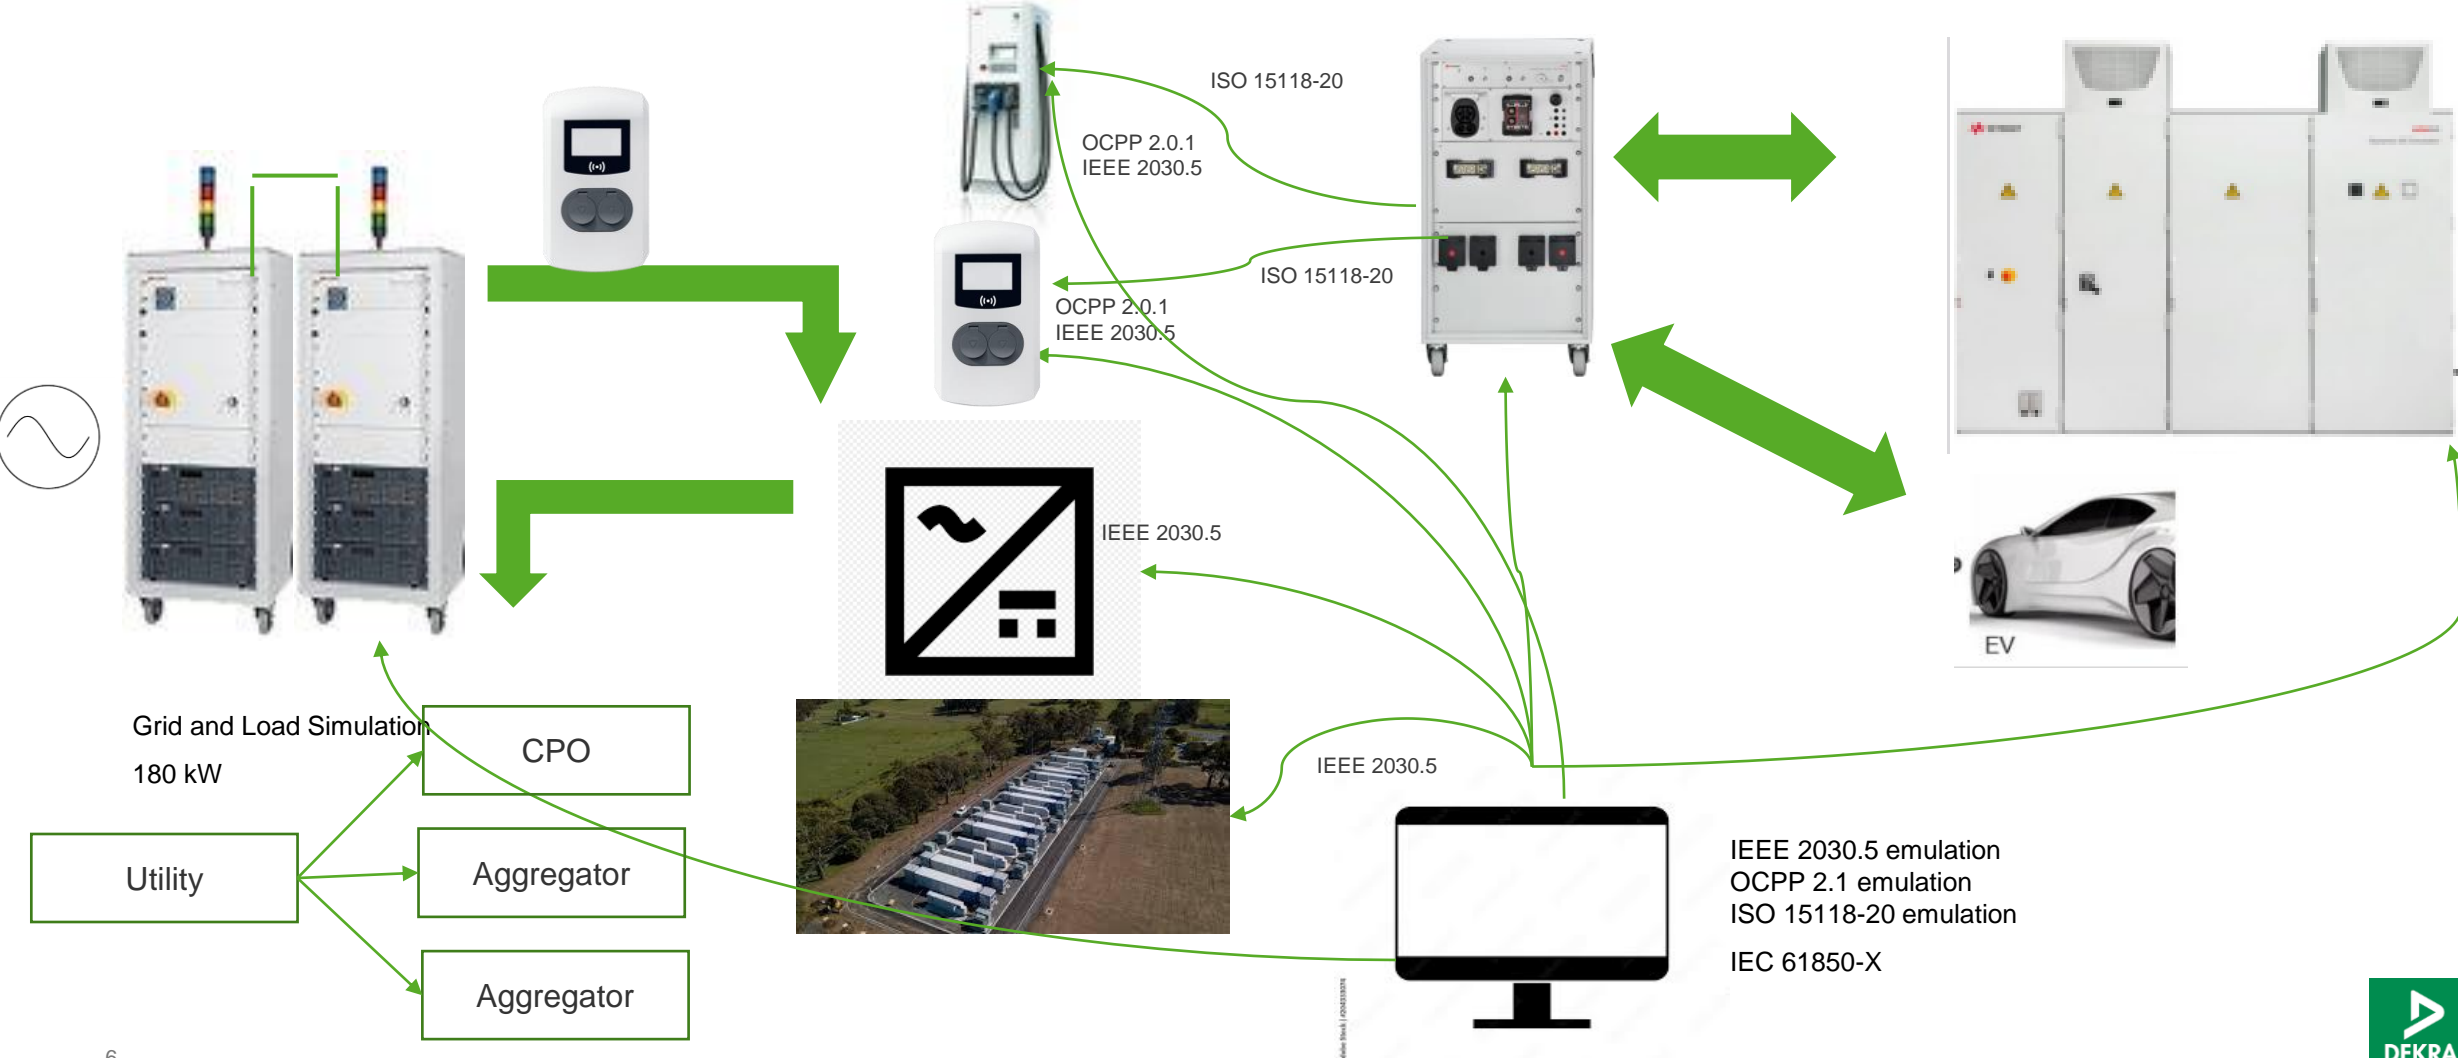 ISO 15118-20
OCPP 2.0.1
IEEE 2030.5
ISO 15118-20
OCPP 2.0.1
IEEE 2030.5
IEEE 2030.5
EV
Grid and Load Simulation
180 kW
CPO
Utility
Aggregator
Aggregator
IEEE 2030.5
IEEE 2030.5 emulation
OCPP 2.1 emulation
ISO 15118-20 emulation
IEC 61850-X
DEKRA
6